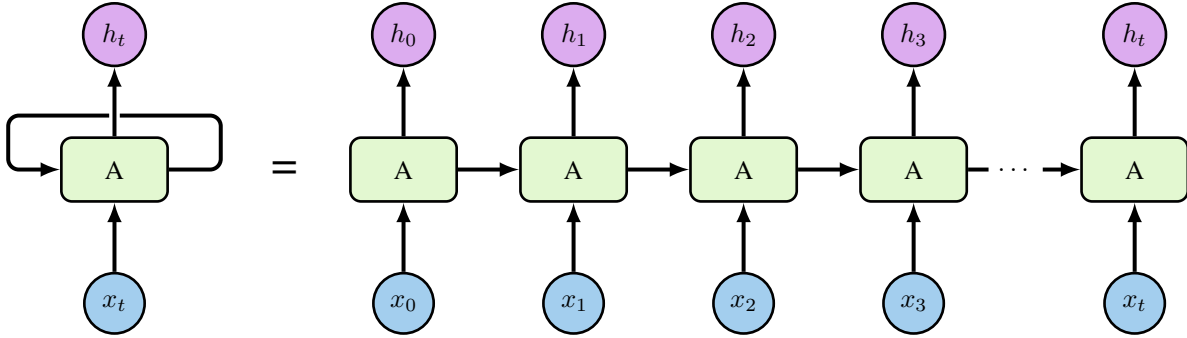 h_t h_0 h_1 h_2 h_3 h_t
A = A A A A ... A
x_t x_0 x_1 x_2 x_3 x_t